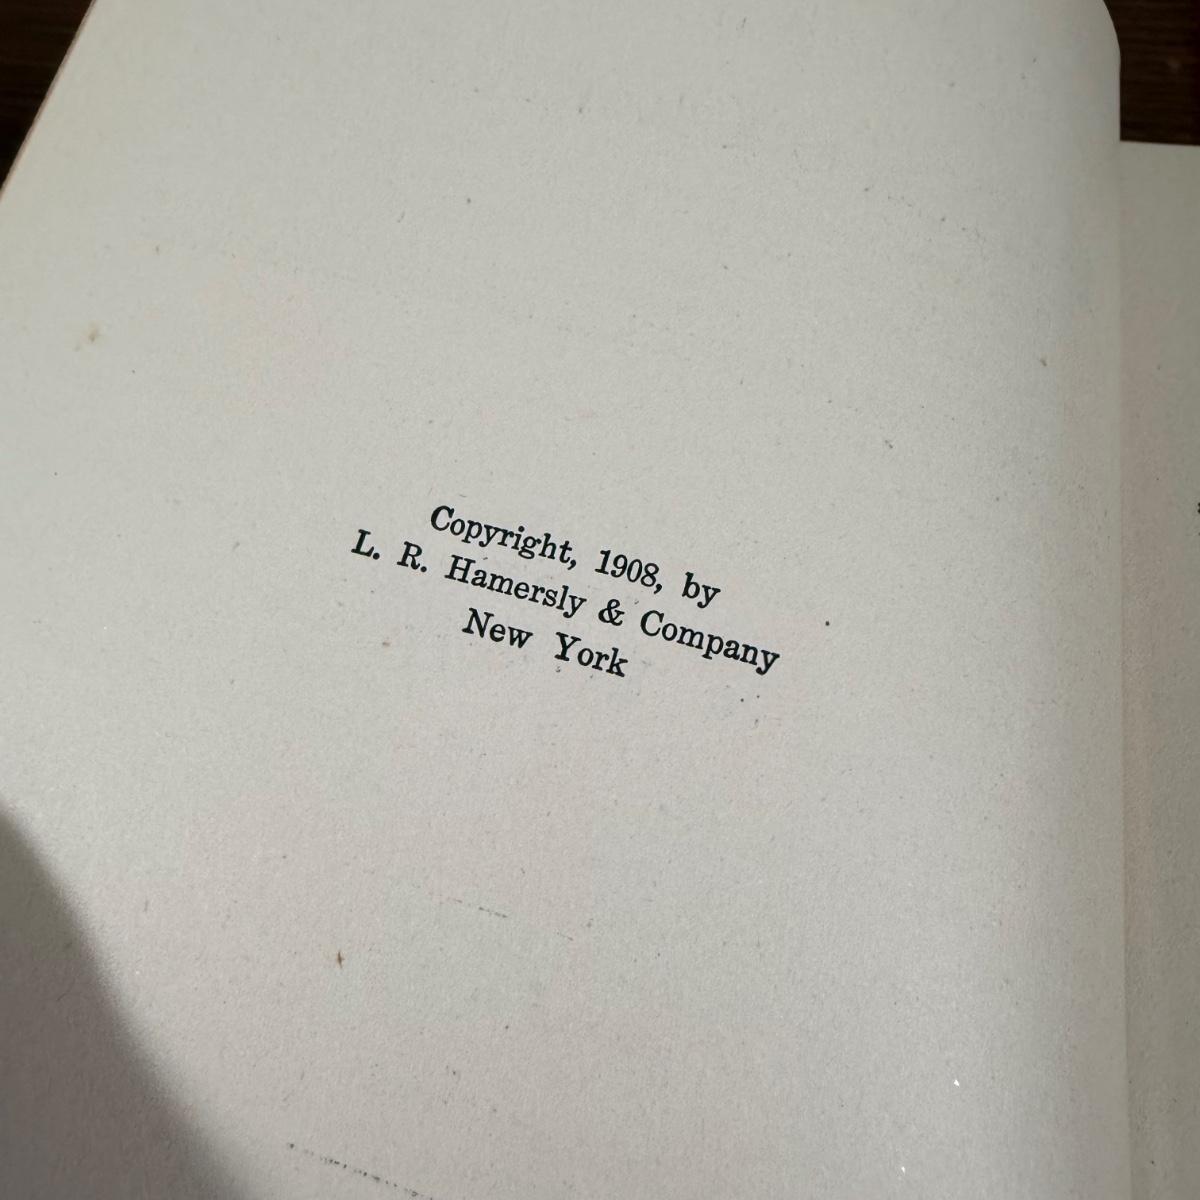 Copyright, 1908, by
L. R. Hamersly & Company
New York